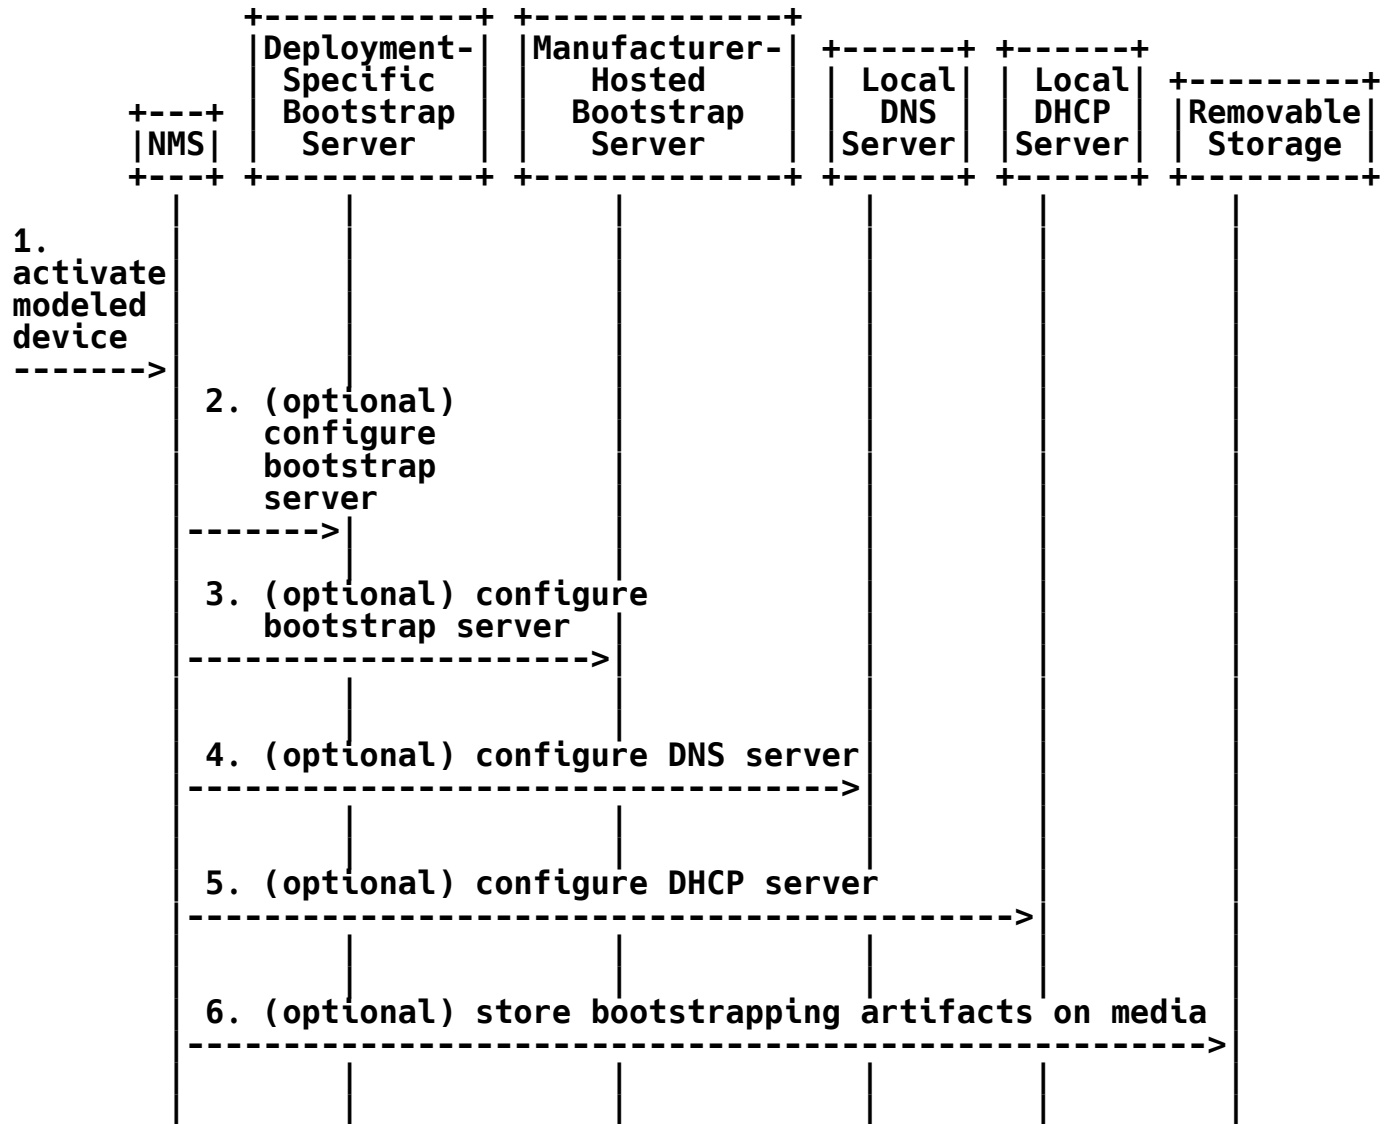 +-----------+ +-------------+
|Deployment-| |Manufacturer-| +------+ +------+
| Specific | | Hosted | | Local| | Local| +---------+
+---+ | Bootstrap | | Bootstrap | | DNS | | DHCP | |Removable|
|NMS| | Server | | Server | |Server| |Server| | Storage |
+---+ +-----------+ +-------------+ +------+ +------+ +---------+
1.
activate
modeled
device
------->
2. (optional)
configure
bootstrap
server
------->
3. (optional) configure
bootstrap server
--------------------->
4. (optional) configure DNS server
---------------------------------->
5. (optional) configure DHCP server
------------------------------------------->
6. (optional) store bootstrapping artifacts on media
----------------------------------------------------->